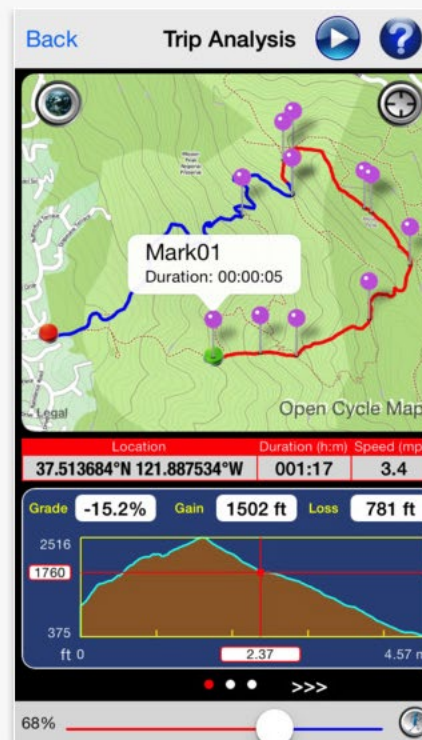 Back Trip Analysis ?
Mark01
Duration: 00:00:05
Legal
Open Cycle Map
Location Duration (h:m) Speed (mp
37.513684°N 121.887534°W 001:17 3.4
Grade -15.2% Gain 1502 ft Loss 781 ft
2516
1760
375
ft 0 2.37 4.57 m
>>>
68%